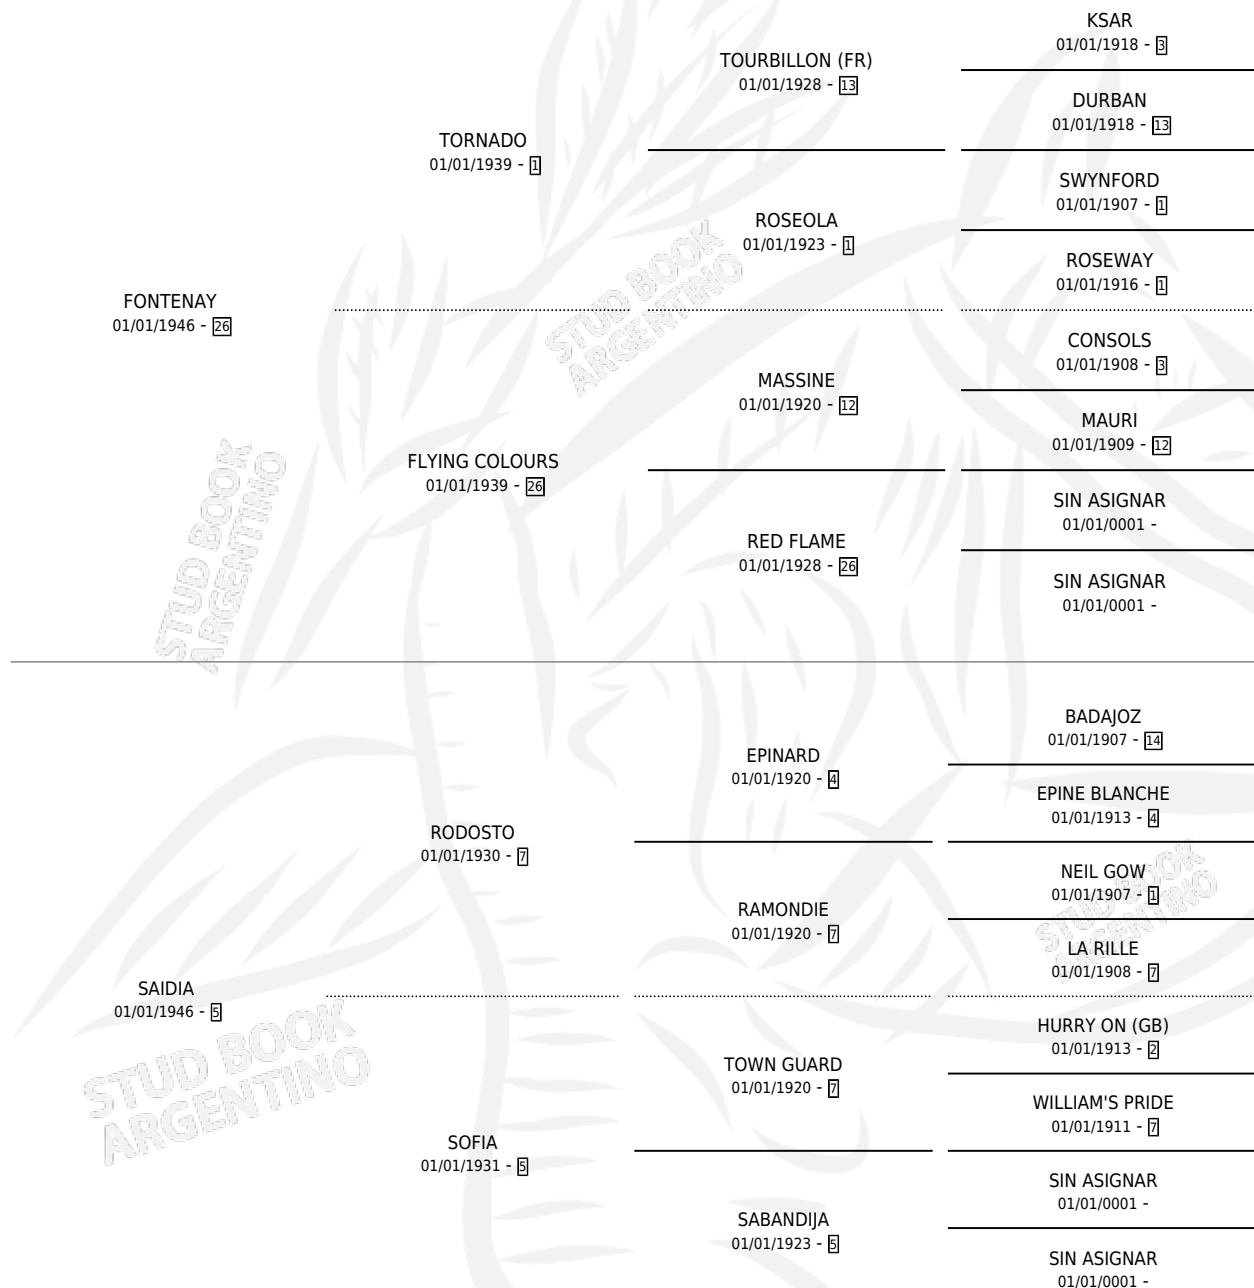 KSAR
01/01/1918 - 3
TOURBILLON (FR)
01/01/1928 - 13
DURBAN
01/01/1918 - 13
TORNADO
01/01/1939 - 1
SWYNFORD
01/01/1907 - 1
ROSEOLA
01/01/1923 - 1
ROSEWAY
01/01/1916 - 1
FONTENAY
01/01/1946 - 26
CONSOLS
01/01/1908 - 3
MASSINE
01/01/1920 - 12
MAURI
01/01/1909 - 12
FLYING COLOURS
01/01/1939 - 26
SIN ASIGNAR
01/01/0001 -
RED FLAME
01/01/1928 - 26
SIN ASIGNAR
01/01/0001 -
BADAJOZ
01/01/1907 - 14
EPINARD
01/01/1920 - 4
EPINE BLANCHE
01/01/1913 - 4
RODOSTO
01/01/1930 - 7
NEIL GOW
01/01/1907 - 1
RAMONDIE
01/01/1920 - 7
LA RILLE
01/01/1908 - 7
SAIDIA
01/01/1946 - 5
HURRY ON (GB)
01/01/1913 - 2
TOWN GUARD
01/01/1920 - 7
WILLIAM'S PRIDE
01/01/1911 - 7
SOFIA
01/01/1931 - 5
SIN ASIGNAR
01/01/0001 -
SABANDIJA
01/01/1923 - 5
SIN ASIGNAR
01/01/0001 -
STUD BOOK
ARGENTINO
STUD BOOK
ARGENTINO
STUD BOOK
ARGENTINO
STUD BOOK
ARGENTINO